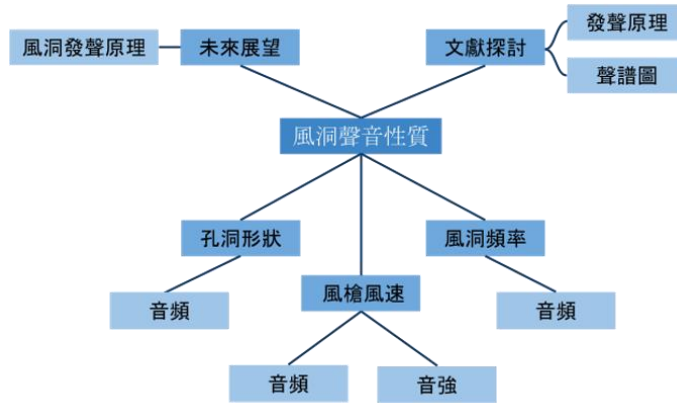 發聲原理
風洞發聲原理
未來展望
文獻探討
聲譜圖
風洞聲音性質
孔洞形狀
風洞頻率
風槍風速
音頻
音頻
音頻
音強